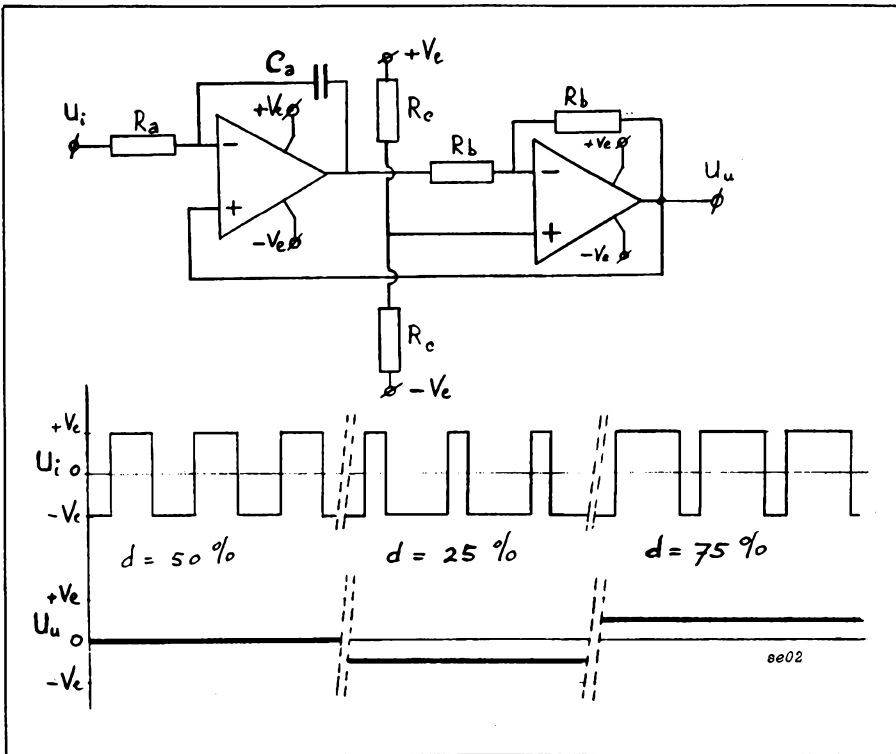 +Ve
Ca
Rc
Rb
Ui
Ra
+Ve
Rb
+Ve
Uu
−
−
+
+
−Ve
−Ve
Rc
−Ve
+Ve
Ui 0
−Ve
d = 50 %
d = 25 %
d = 75 %
+Ve
Uu 0
−Ve
se02